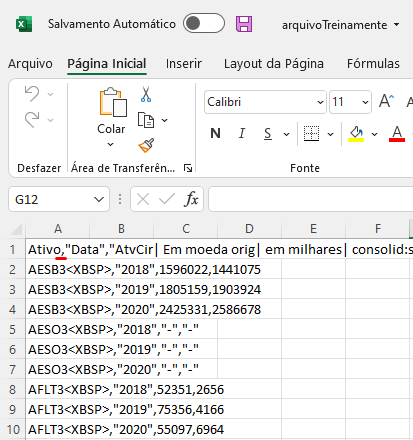 Salvamento Automático arquivoTreinamente
Arquivo Página Inicial Inserir Layout da Página Fórmulas
Colar
Calibri 11 A
N I S A
Desfazer Área de Transferên... Fonte
G12 fx
A B C D E F
1 Ativo,"Data","AtvCir| Em moeda orig| em milhares| consolid:s
2 AESB3<XBSP>,"2018",1596022,1441075
3 AESB3<XBSP>,"2019",1805159,1903924
4 AESB3<XBSP>,"2020",2425331,2586678
5 AESO3<XBSP>,"2018","-","-"
6 AESO3<XBSP>,"2019","-","-"
7 AESO3<XBSP>,"2020","-","-"
8 AFLT3<XBSP>,"2018",52351,2656
9 AFLT3<XBSP>,"2019",75356,4166
10 AFLT3<XBSP>,"2020",55097,6964